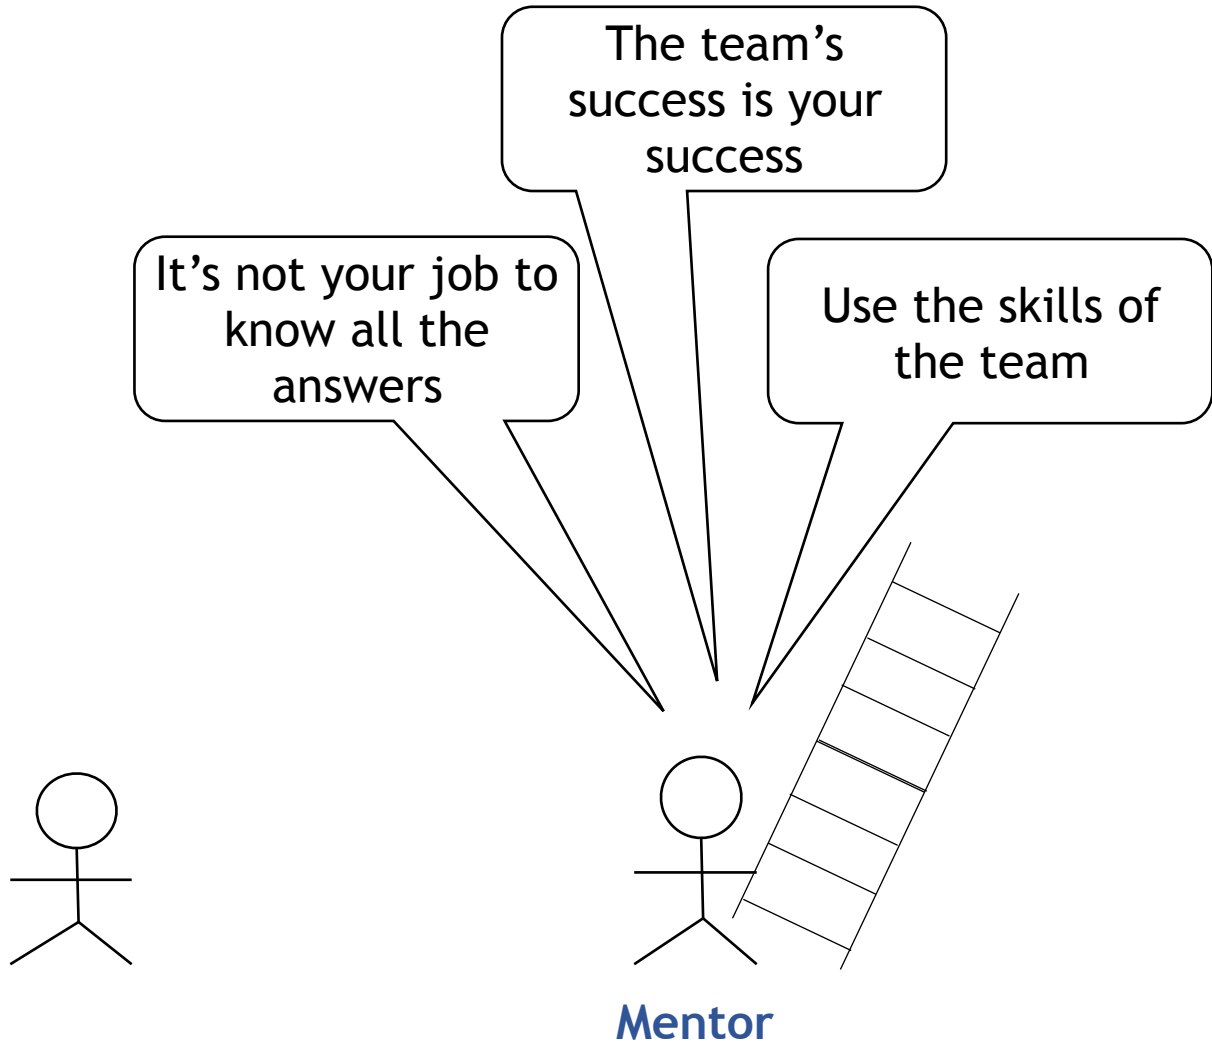 The team’s
success is your
success
It’s not your job to
know all the
answers
Use the skills of
the team
Mentor